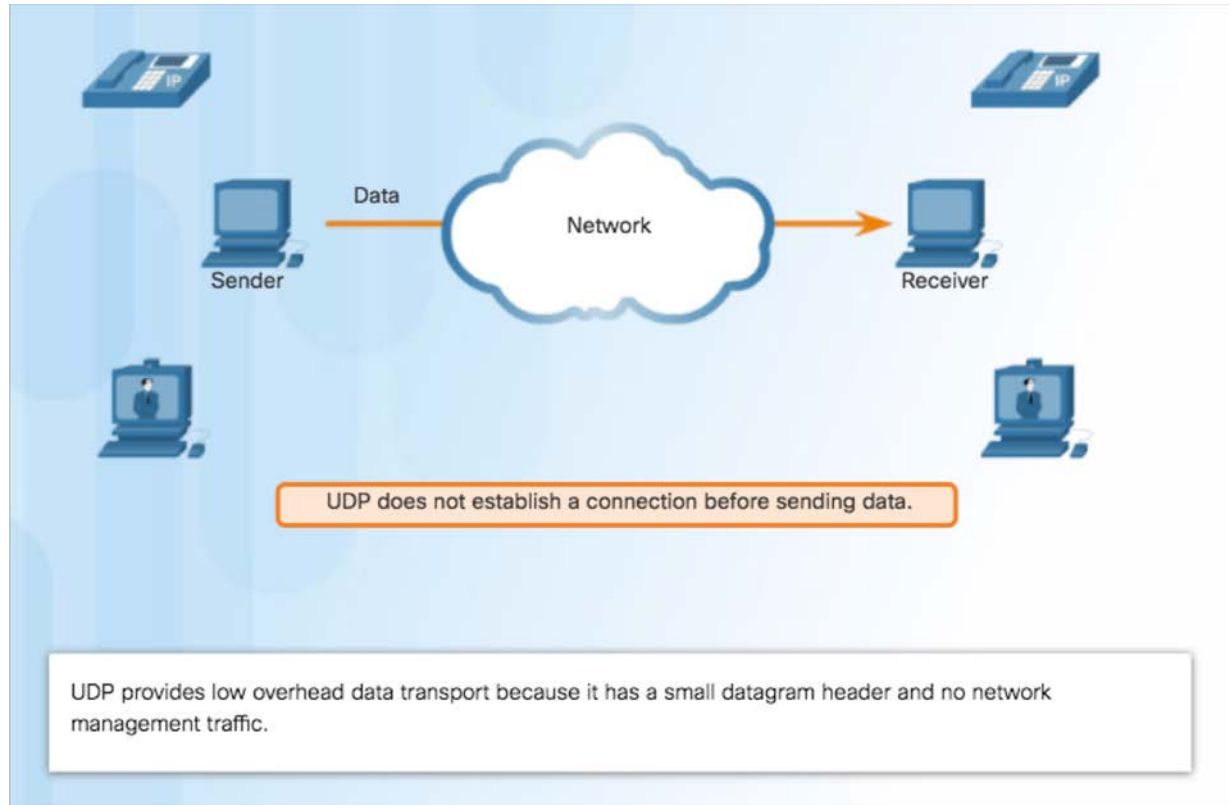 IP
IP
Data
Network
Sender
Receiver
UDP does not establish a connection before sending data.
UDP provides low overhead data transport because it has a small datagram header and no network
management traffic.